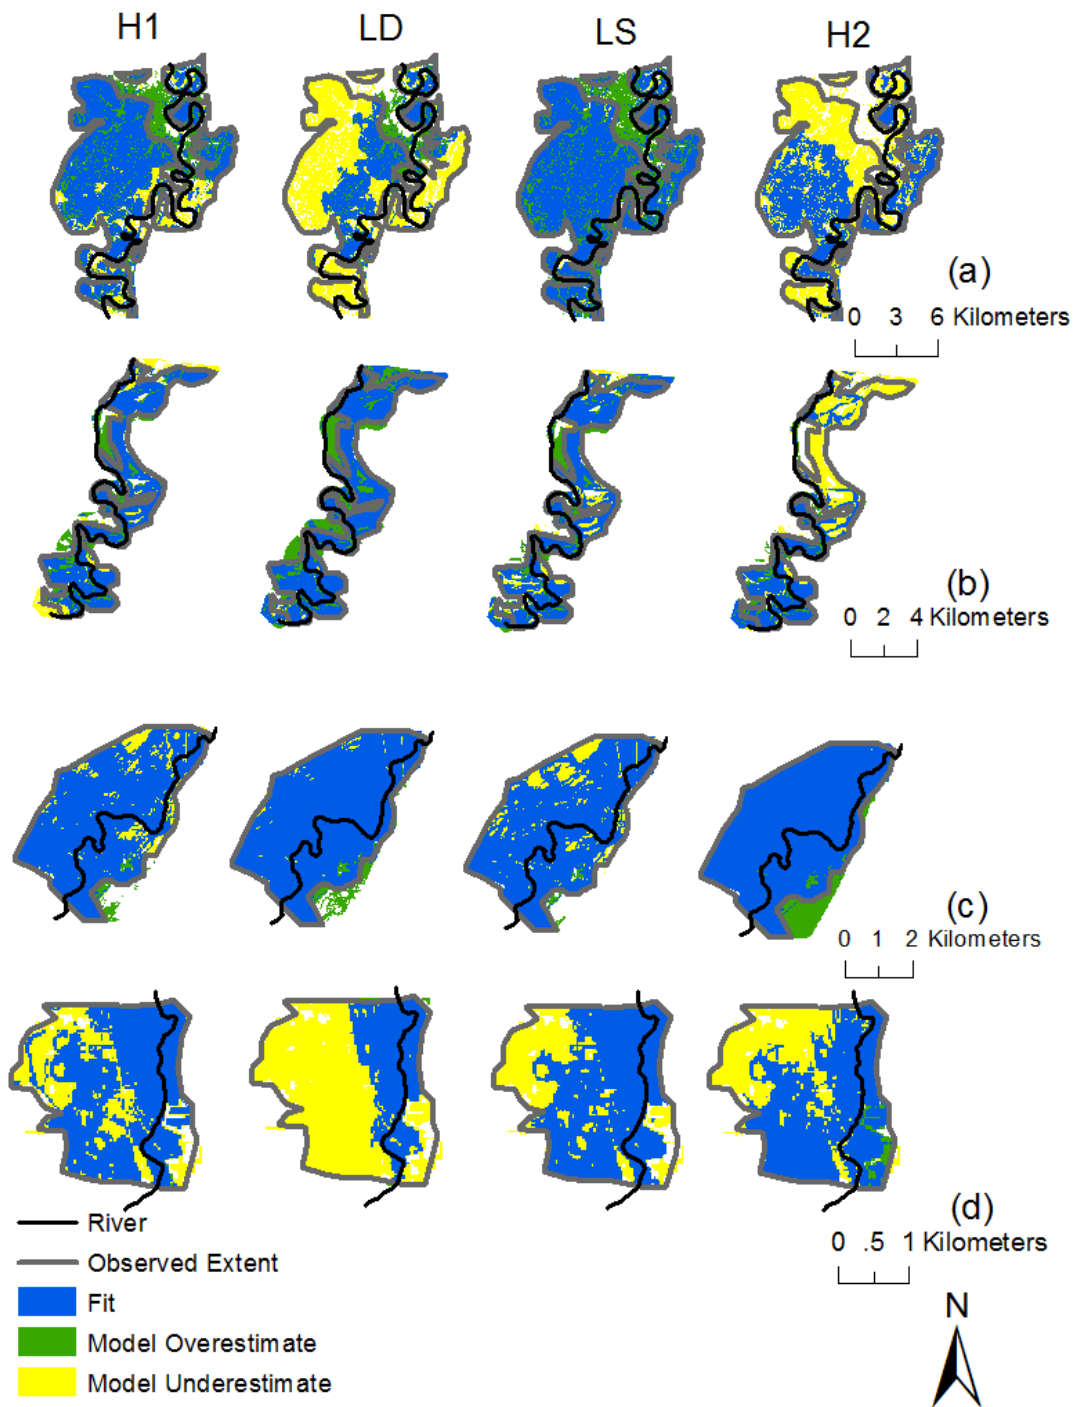 H1 LD LS H2
(a)
0 3 6 Kilometers
(b)
0 2 4 Kilometers
(c)
0 1 2 Kilometers
(d)
0 .5 1 Kilometers
River
Observed Extent
Fit
Model Overestimate
Model Underestimate
N